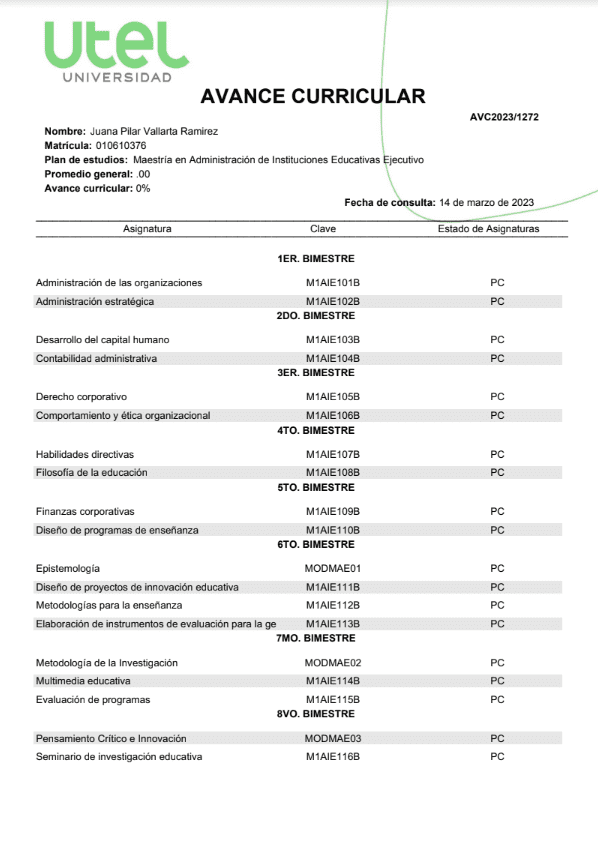 utel
UNIVERSIDAD
AVANCE CURRICULAR
AVC2023/1272
Nombre: Juana Pilar Vallarta Ramirez
Matrícula: 010610376
Plan de estudios: Maestría en Administración de Instituciones Educativas Ejecutivo
Promedio general: .00
Avance curricular: 0%
Fecha de consulta: 14 de marzo de 2023
Asignatura Clave Estado de Asignaturas
1ER. BIMESTRE
Administración de las organizaciones M1AIE101B PC
Administración estratégica M1AIE102B PC
2DO. BIMESTRE
Desarrollo del capital humano M1AIE103B PC
Contabilidad administrativa M1AIE104B PC
3ER. BIMESTRE
Derecho corporativo M1AIE105B PC
Comportamiento y ética organizacional M1AIE106B PC
4TO. BIMESTRE
Habilidades directivas M1AIE107B PC
Filosofía de la educación M1AIE108B PC
5TO. BIMESTRE
Finanzas corporativas M1AIE109B PC
Diseño de programas de enseñanza M1AIE110B PC
6TO. BIMESTRE
Epistemología MODMAE01 PC
Diseño de proyectos de innovación educativa M1AIE111B PC
Metodologías para la enseñanza M1AIE112B PC
Elaboración de instrumentos de evaluación para la ge M1AIE113B PC
7MO. BIMESTRE
Metodología de la Investigación MODMAE02 PC
Multimedia educativa M1AIE114B PC
Evaluación de programas M1AIE115B PC
8VO. BIMESTRE
Pensamiento Crítico e Innovación MODMAE03 PC
Seminario de investigación educativa M1AIE116B PC